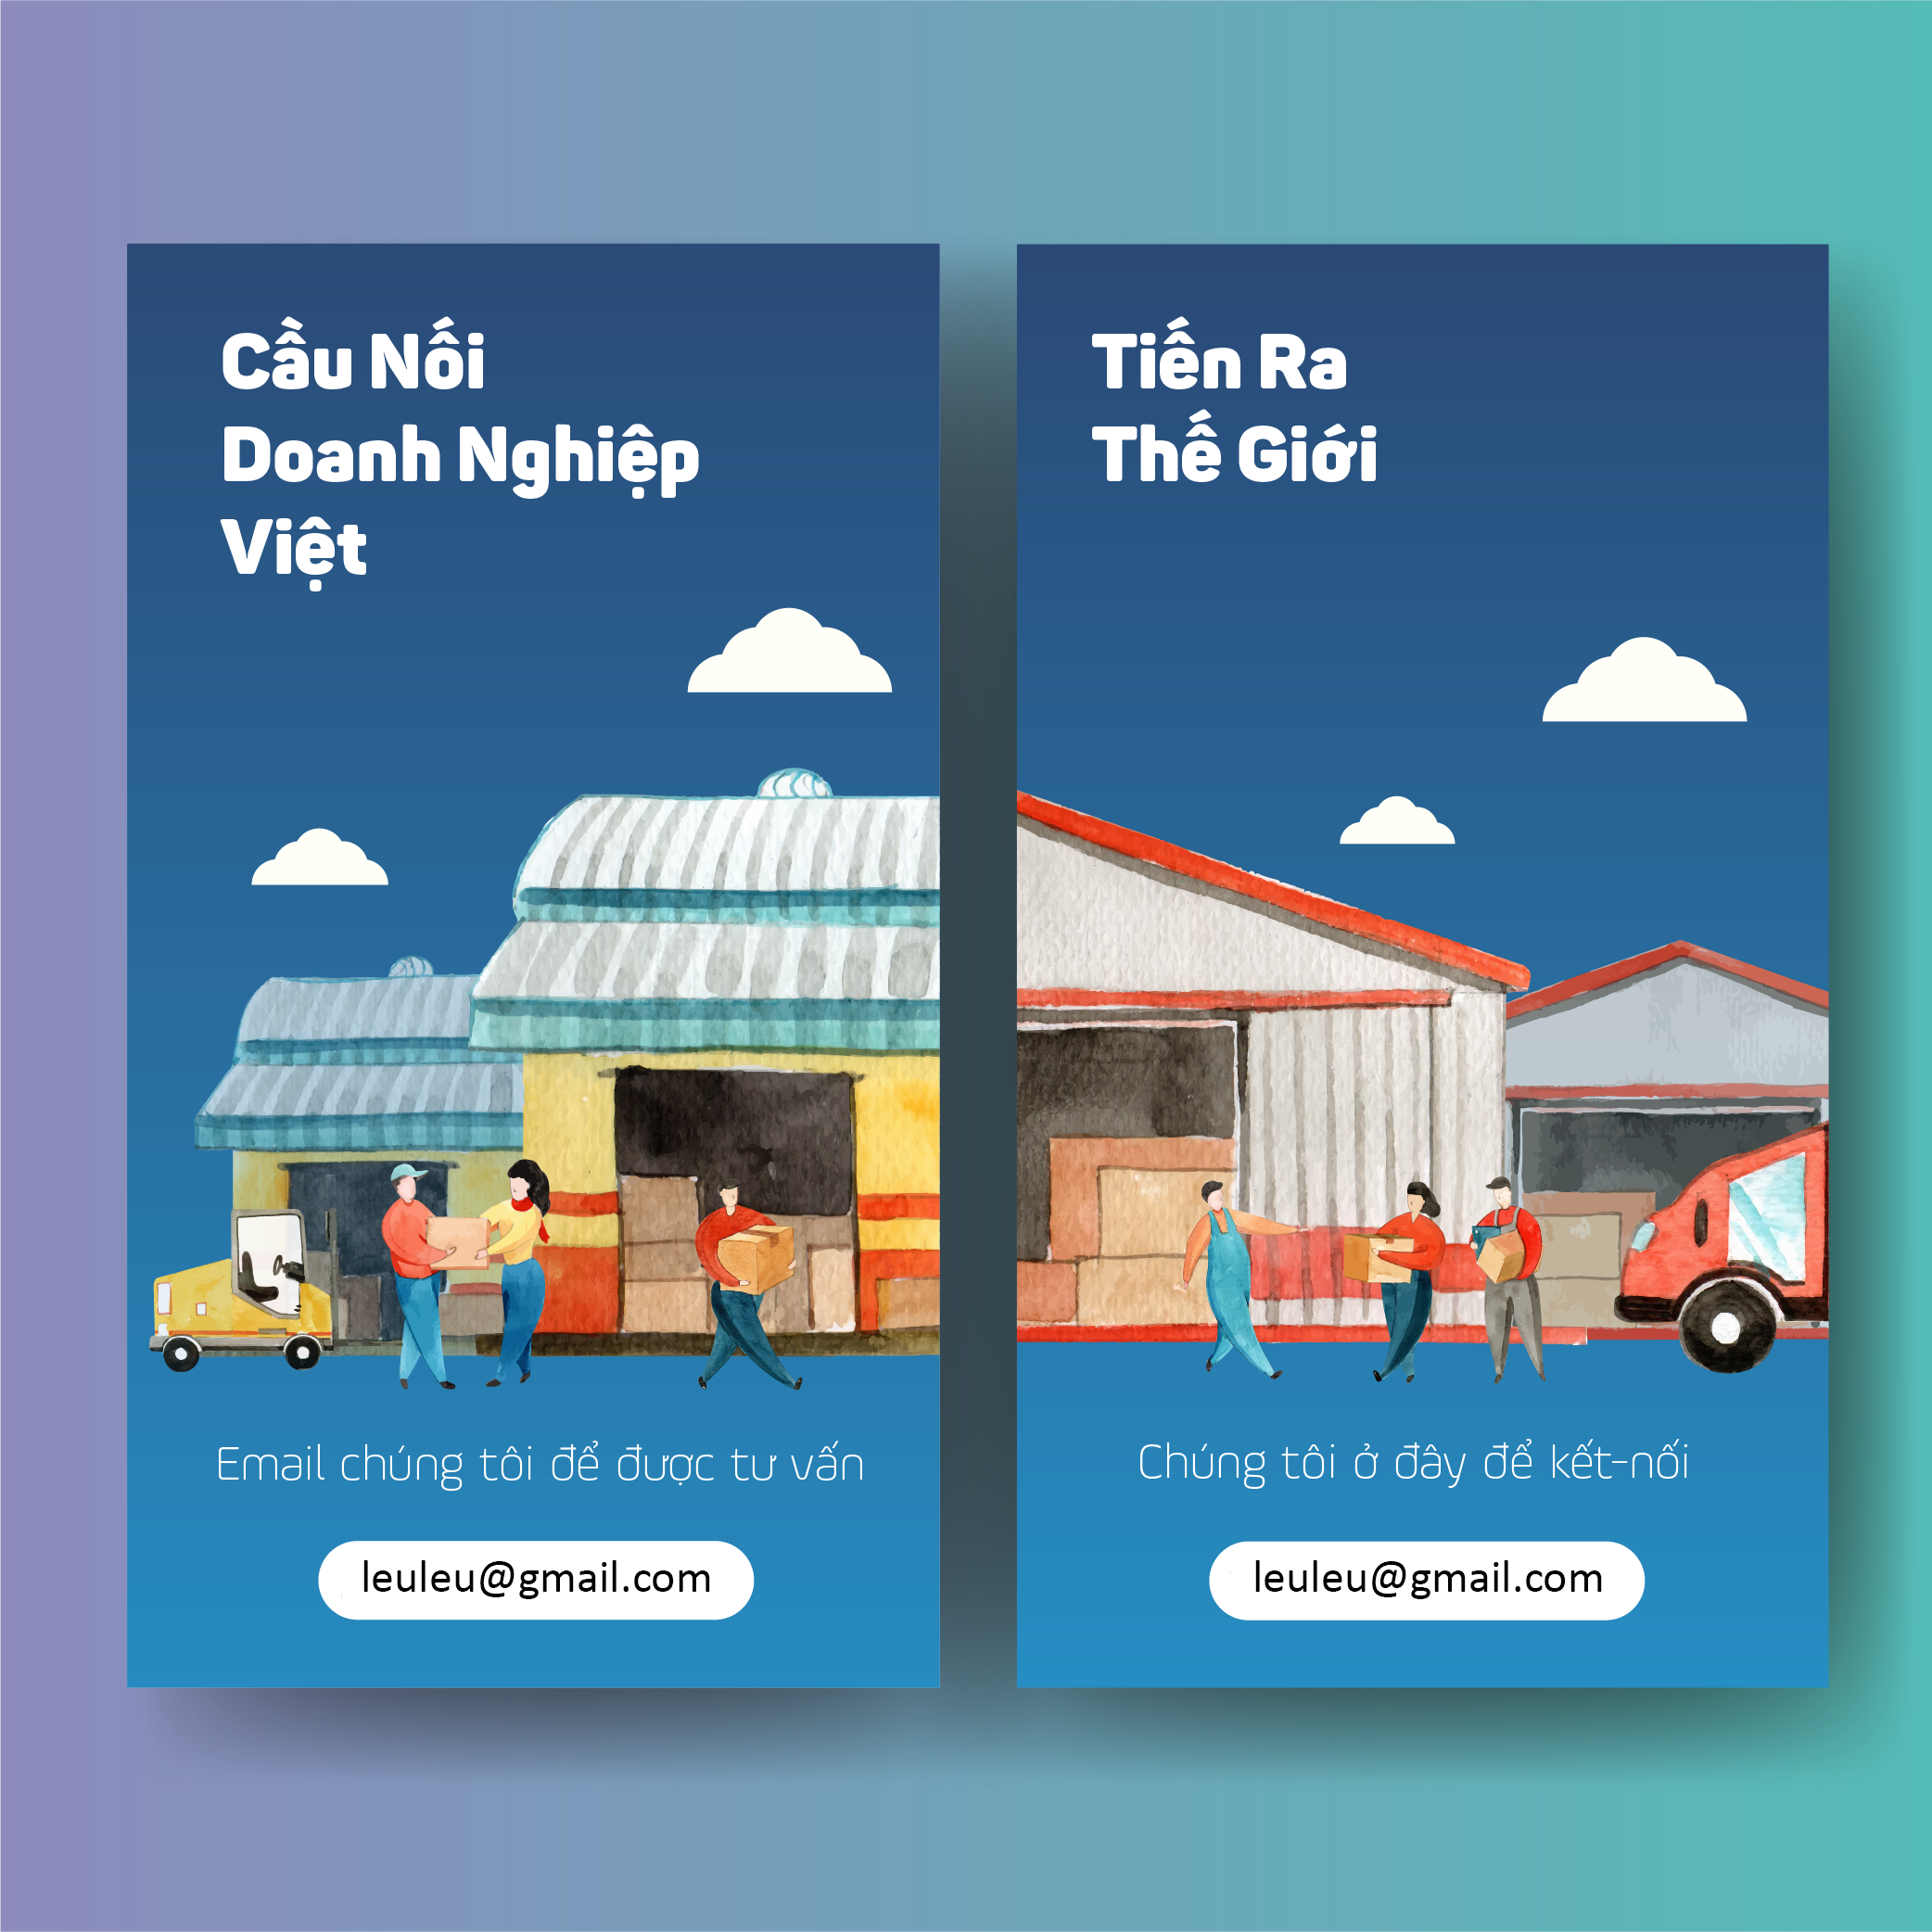 Cầu Nối
Doanh Nghiệp
Việt
Email chúng tôi để được tư vấn
leuleu@gmail.com
Tiến Ra
Thế Giới
Chúng tôi ở đây để kết-nối
leuleu@gmail.com